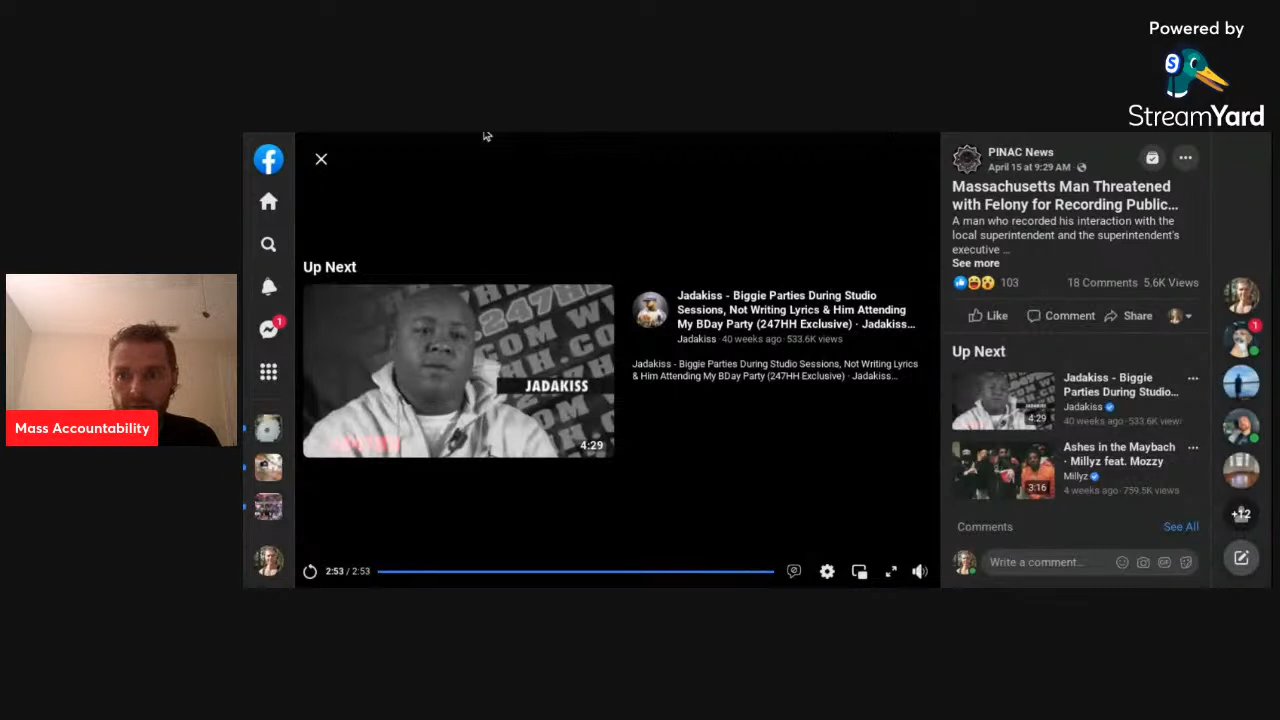 Powered by
StreamYard
Mass Accountability
Up Next
JADAKISS
4:29
Jadakiss - Biggie Parties During Studio
Sessions, Not Writing Lyrics & Him Attending
My BDay Party (247HH Exclusive) · Jadakiss...
Jadakiss · 40 weeks ago · 533.6K views
Jadakiss - Biggie Parties During Studio Sessions, Not Writing Lyrics
& Him Attending My BDay Party (247HH Exclusive) · Jadakiss...
2:53 / 2:53
PINAC News
April 15 at 9:29 AM ·
Massachusetts Man Threatened
with Felony for Recording Public...
A man who recorded his interaction with the
local superintendent and the superintendent's
executive ...
See more
103
18 Comments 5.6K Views
Like
Comment
Share
Up Next
Jadakiss - Biggie
Parties During Studio...
Jadakiss
40 weeks ago · 533.6K views
4:29
Ashes in the Maybach
· Millyz feat. Mozzy
Millyz
4 weeks ago · 759.5K views
3:16
Comments
See All
Write a comment...
1
1
+12